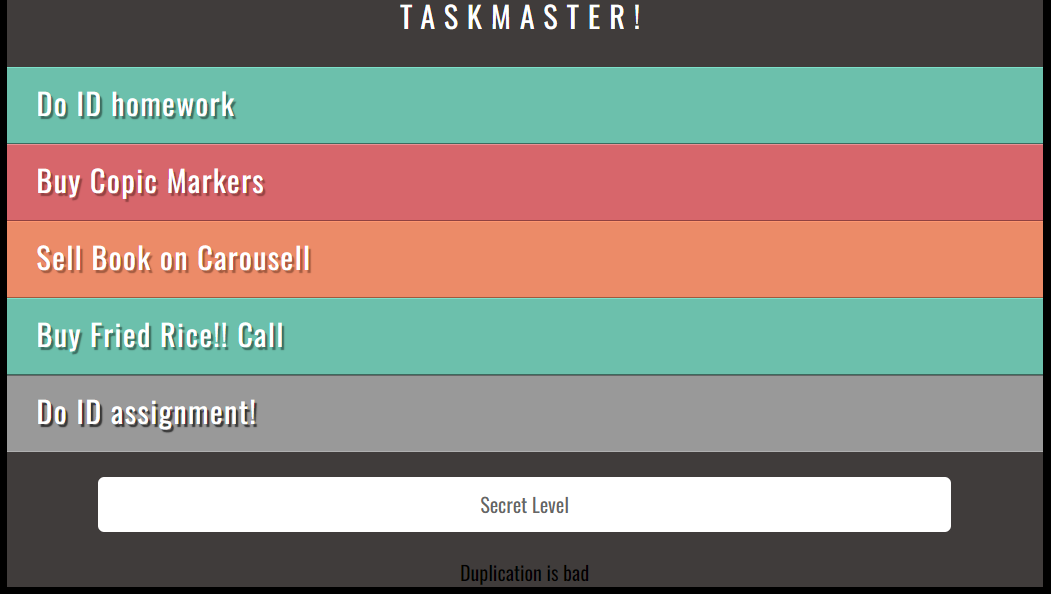 TASKMASTER!
Do ID homework
Buy Copic Markers
Sell Book on Carousell
Buy Fried Rice!! Call
Do ID assignment!
Secret Level
Duplication is bad